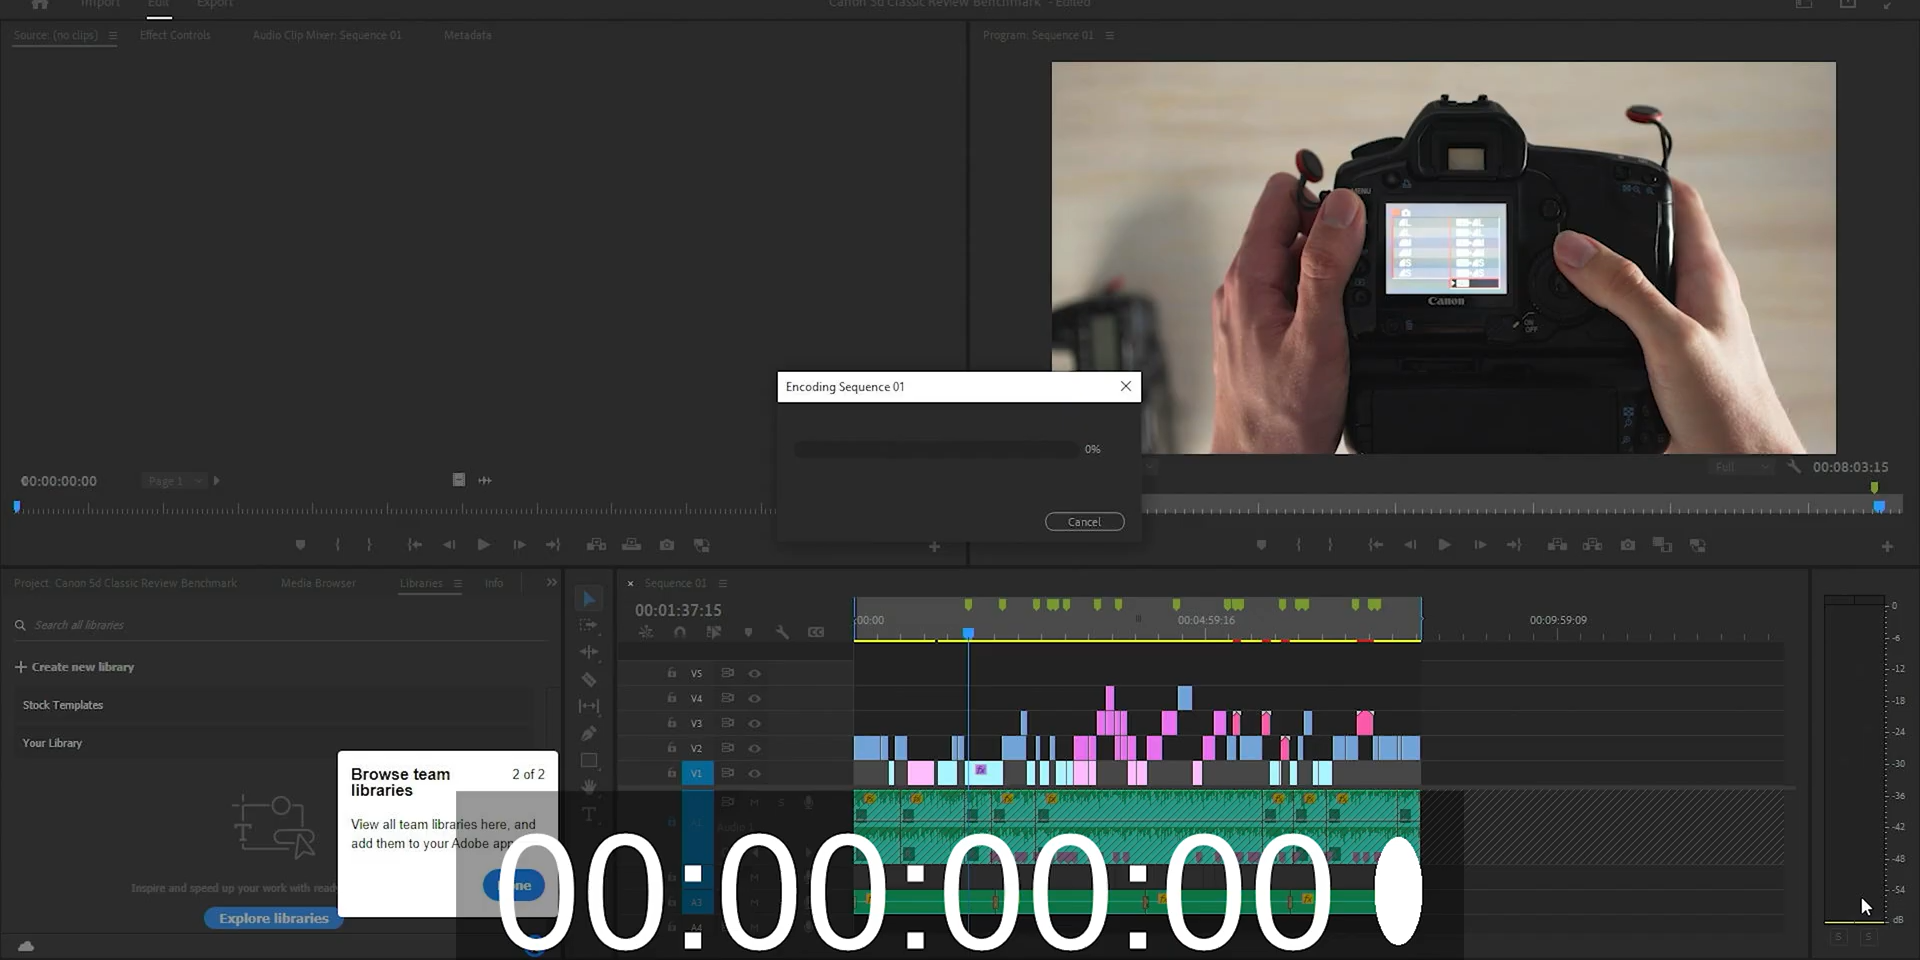 Import
Edit
Export
Canon 5d Classic Review Benchmark - Edited
Source: (no clips)
Effect Controls
Audio Clip Mixer: Sequence 01
Metadata
Program: Sequence 01
MENU
Canon
ON
OFF
Encoding Sequence 01
0%
Cancel
00:00:00:00
Page 1
Full
00:08:03:15
Project: Canon 5d Classic Review Benchmark
Media Browser
Libraries
Info
Search all libraries
Create new library
Stock Templates
Your Library
Browse team libraries
2 of 2
View all team libraries here, and
add them to your Adobe
Inspire and speed up your work with
Explore libraries
Sequence 01
00:01:37:15
:00:00
00:04:59:16
00:09:59:09
V5
V4
V3
V2
V1
M
S
Audio 1
M
M
A3
A4
fx
0
-6
-12
-18
-24
-30
-36
-42
-48
-54
dB
S
S
00:00:00:00